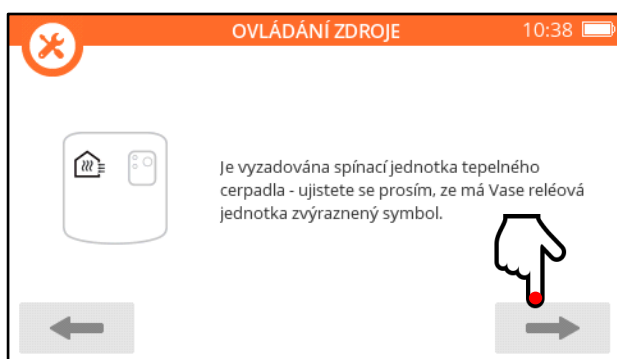 OVLÁDÁNÍ ZDROJE 10:38
Je vyzadována spínací jednotka tepelného
cerpadla - ujistete se prosím, ze má Vase reléová
jednotka zvýraznený symbol.